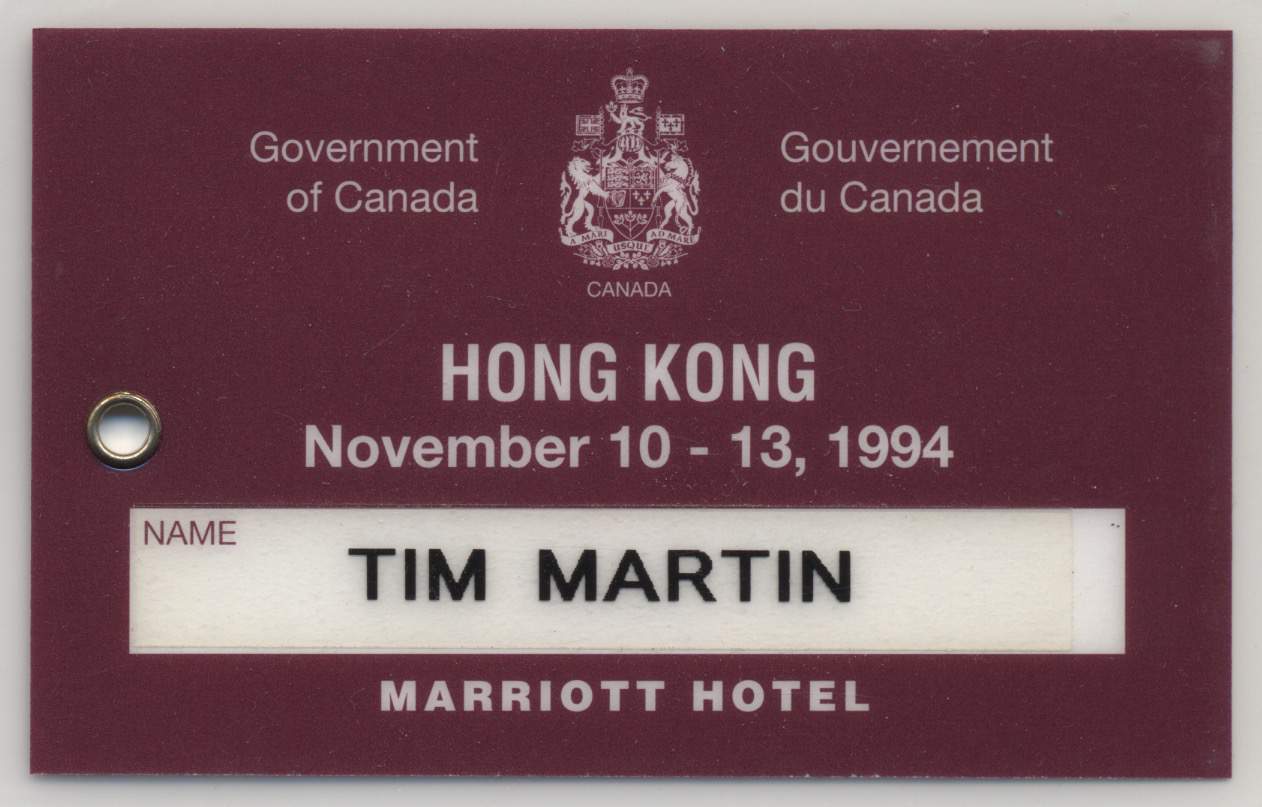 Government
of Canada
Gouvernement
du Canada
A MARI USQUE AD MARE
CANADA
HONG KONG
November 10 - 13, 1994
NAME
TIM MARTIN
MARRIOTT HOTEL